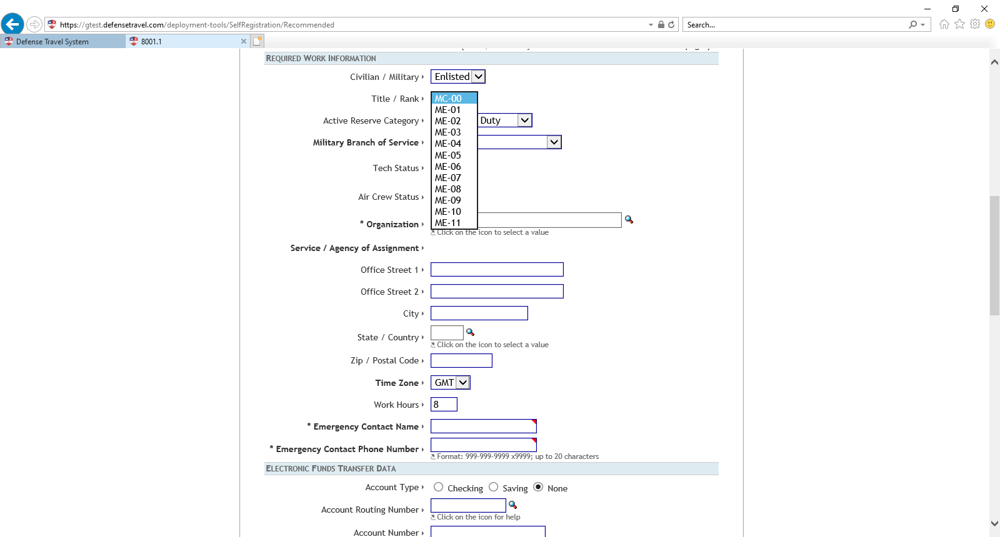 https://gtest.defensetravel.com/deployment-tools/SelfRegistration/Recommended
Search...
Defense Travel System
8001.1
REQUIRED WORK INFORMATION
Civilian / Military
Enlisted
Title / Rank
MC-00
ME-01
ME-02
ME-03
ME-04
ME-05
ME-06
ME-07
ME-08
ME-09
ME-10
ME-11
Active Reserve Category
Duty
Military Branch of Service
Tech Status
Air Crew Status
* Organization
Click on the icon to select a value
Service / Agency of Assignment
Office Street 1
Office Street 2
City
State / Country
Click on the icon to select a value
Zip / Postal Code
Time Zone
GMT
Work Hours
8
* Emergency Contact Name
* Emergency Contact Phone Number
Format: 999-999-9999 x9999; up to 20 characters
ELECTRONIC FUNDS TRANSFER DATA
Account Type
Checking Saving None
Account Routing Number
Click on the icon for help
Account Number